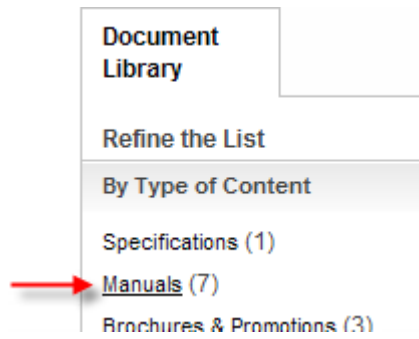 Document
Library
Refine the List
By Type of Content
Specifications (1)
Manuals (7)
Brochures & Promotions (3)